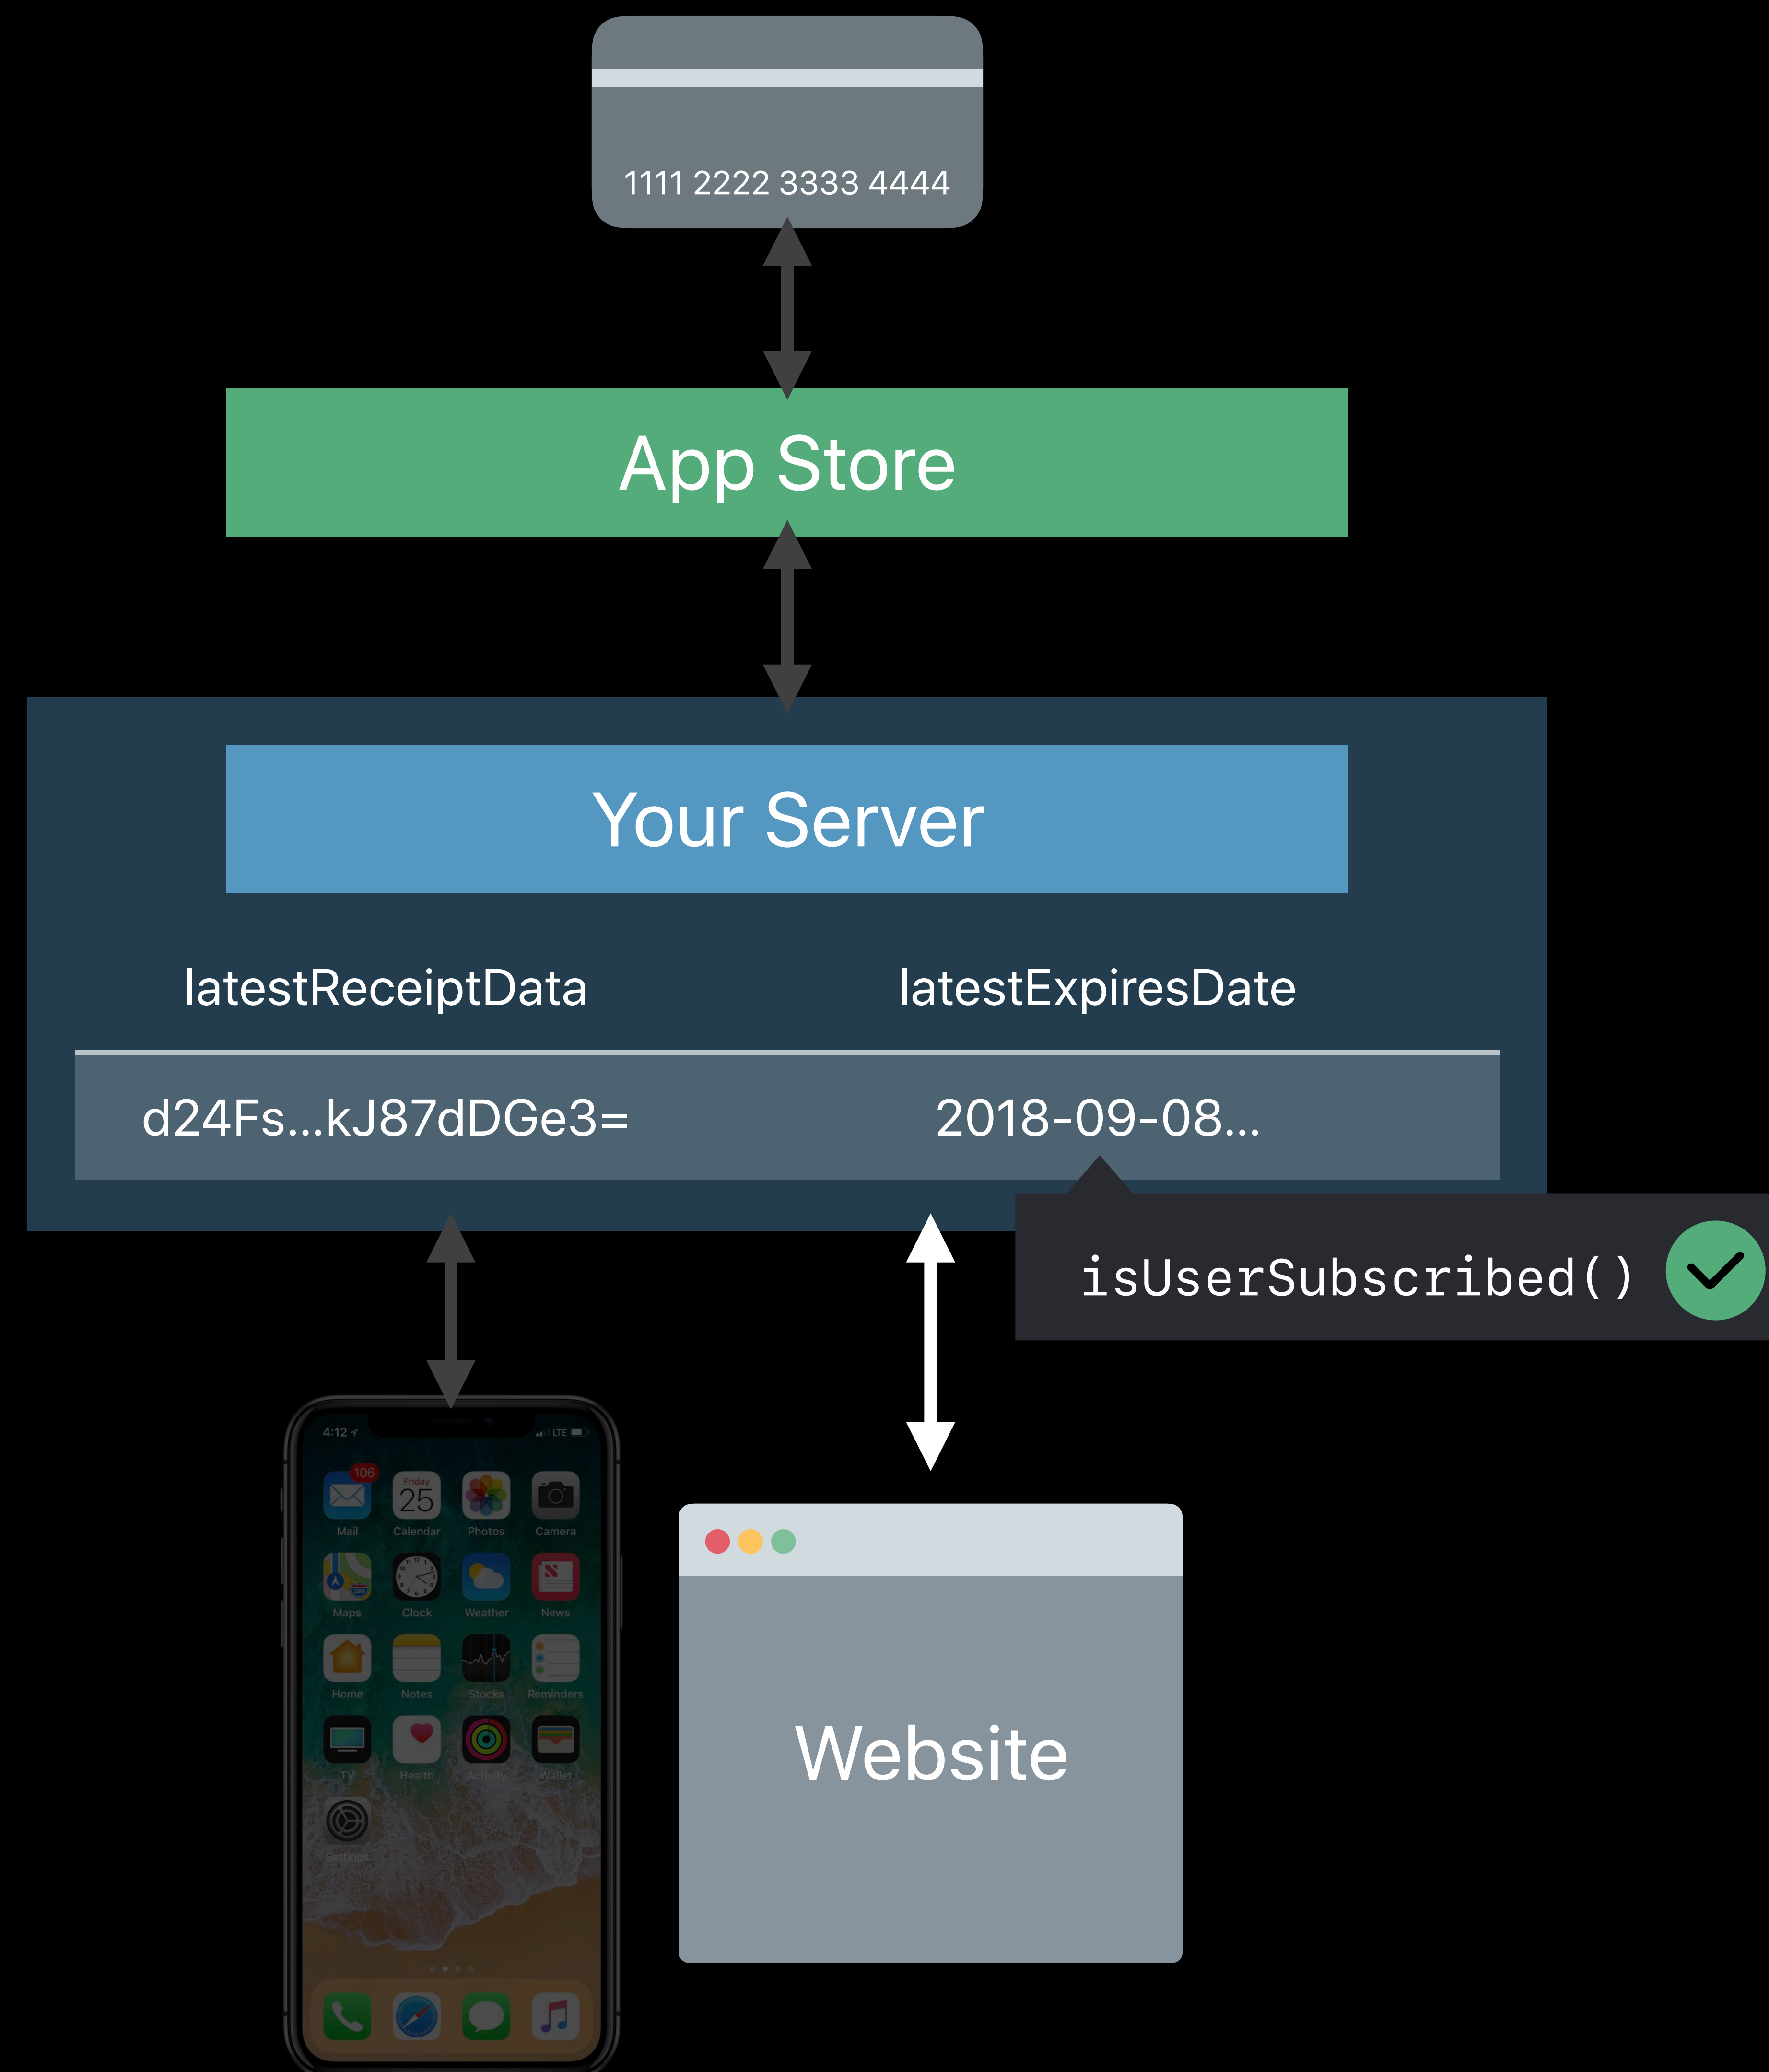 1111 2222 3333 4444
App Store
Your Server
latestReceiptData latestExpiresDate
d24Fs...kJ87dDGe3= 2018-09-08...
isUserSubscribed()
4:12 LTE
106
Friday
25
Mail Calendar Photos Camera
Maps Clock Weather News
Home Notes Stocks Reminders
TV Health Activity Wallet
Settings
Website